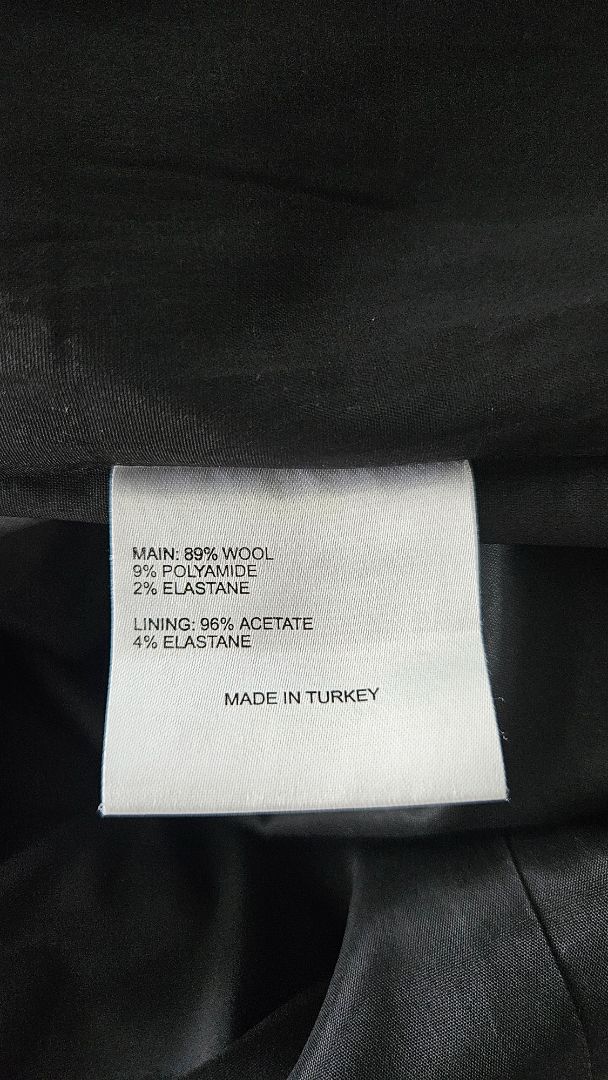 MAIN: 89% WOOL
9% POLYAMIDE
2% ELASTANE
LINING: 96% ACETATE
4% ELASTANE
MADE IN TURKEY